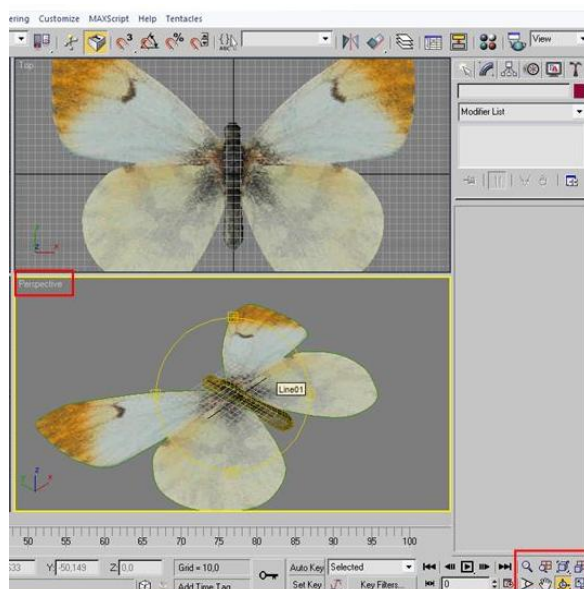 ering Customize MAXScript Help Tentacles
View
Top
Modifier List
Perspective
Line01
50 55 60 65 70 75 80 85 90 95 100
Y: -50,149 Z: 0,0 Grid = 10,0 Auto Key Selected
Add Time Tag Set Key Key Filters... 0